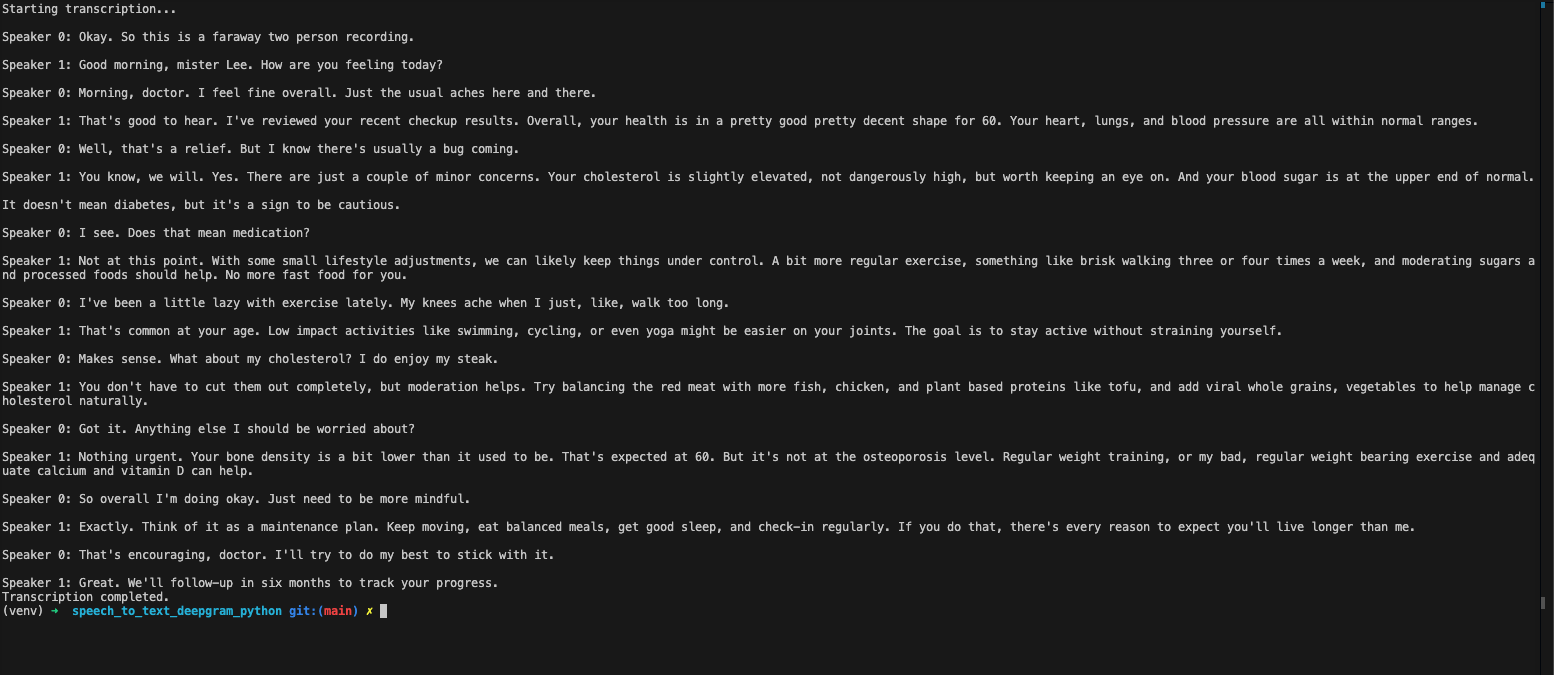 Starting transcription...
Speaker 0: Okay. So this is a faraway two person recording.
Speaker 1: Good morning, mister Lee. How are you feeling today?
Speaker 0: Morning, doctor. I feel fine overall. Just the usual aches here and there.
Speaker 1: That's good to hear. I've reviewed your recent checkup results. Overall, your health is in a pretty good pretty decent shape for 60. Your heart, lungs, and blood pressure are all within normal ranges.
Speaker 0: Well, that's a relief. But I know there's usually a bug coming.
Speaker 1: You know, we will. Yes. There are just a couple of minor concerns. Your cholesterol is slightly elevated, not dangerously high, but worth keeping an eye on. And your blood sugar is at the upper end of normal.
It doesn't mean diabetes, but it's a sign to be cautious.
Speaker 0: I see. Does that mean medication?
Speaker 1: Not at this point. With some small lifestyle adjustments, we can likely keep things under control. A bit more regular exercise, something like brisk walking three or four times a week, and moderating sugars a
nd processed foods should help. No more fast food for you.
Speaker 0: I've been a little lazy with exercise lately. My knees ache when I just, like, walk too long.
Speaker 1: That's common at your age. Low impact activities like swimming, cycling, or even yoga might be easier on your joints. The goal is to stay active without straining yourself.
Speaker 0: Makes sense. What about my cholesterol? I do enjoy my steak.
Speaker 1: You don't have to cut them out completely, but moderation helps. Try balancing the red meat with more fish, chicken, and plant based proteins like tofu, and add viral whole grains, vegetables to help manage c
holesterol naturally.
Speaker 0: Got it. Anything else I should be worried about?
Speaker 1: Nothing urgent. Your bone density is a bit lower than it used to be. That's expected at 60. But it's not at the osteoporosis level. Regular weight training, or my bad, regular weight bearing exercise and adeq
uate calcium and vitamin D can help.
Speaker 0: So overall I'm doing okay. Just need to be more mindful.
Speaker 1: Exactly. Think of it as a maintenance plan. Keep moving, eat balanced meals, get good sleep, and check-in regularly. If you do that, there's every reason to expect you'll live longer than me.
Speaker 0: That's encouraging, doctor. I'll try to do my best to stick with it.
Speaker 1: Great. We'll follow-up in six months to track your progress.
Transcription completed.
(venv) → speech_to_text_deepgram_python git:(main) ✗